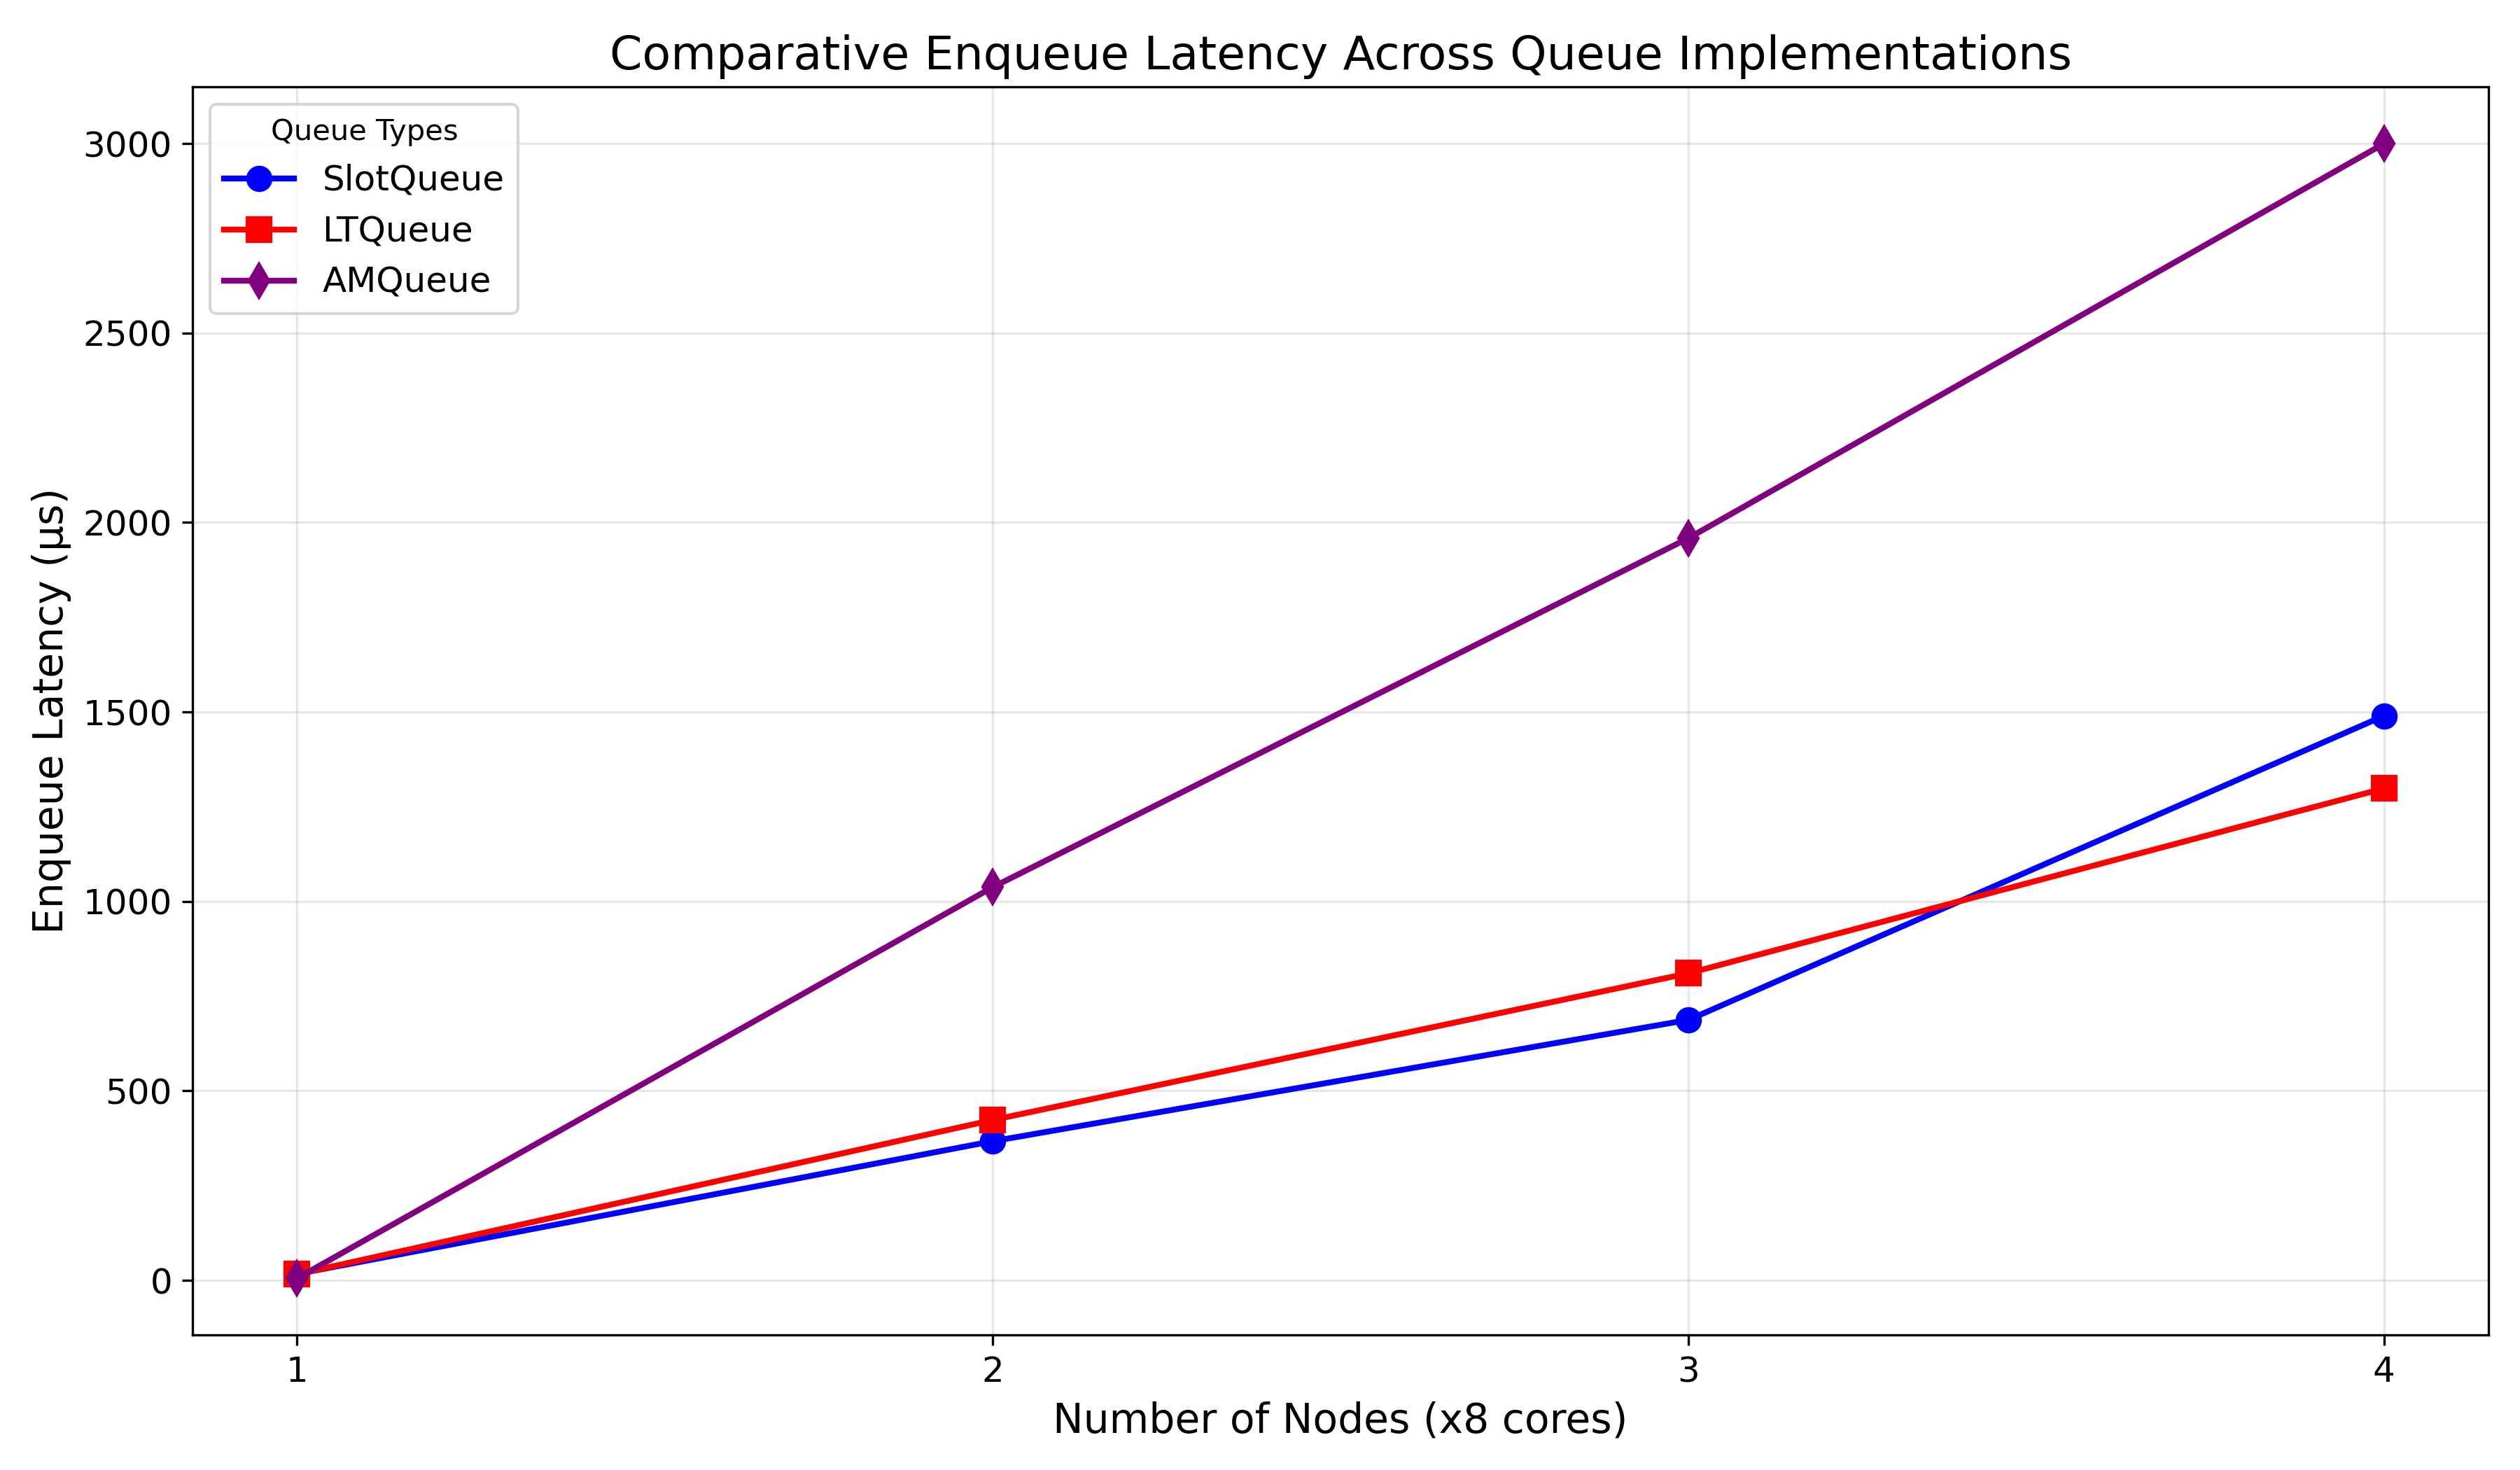 Comparative Enqueue Latency Across Queue Implementations
Queue Types
SlotQueue
LTQueue
AMQueue
Enqueue Latency (µs)
3000
2500
2000
1500
1000
500
0
1 2 3 4
Number of Nodes (x8 cores)